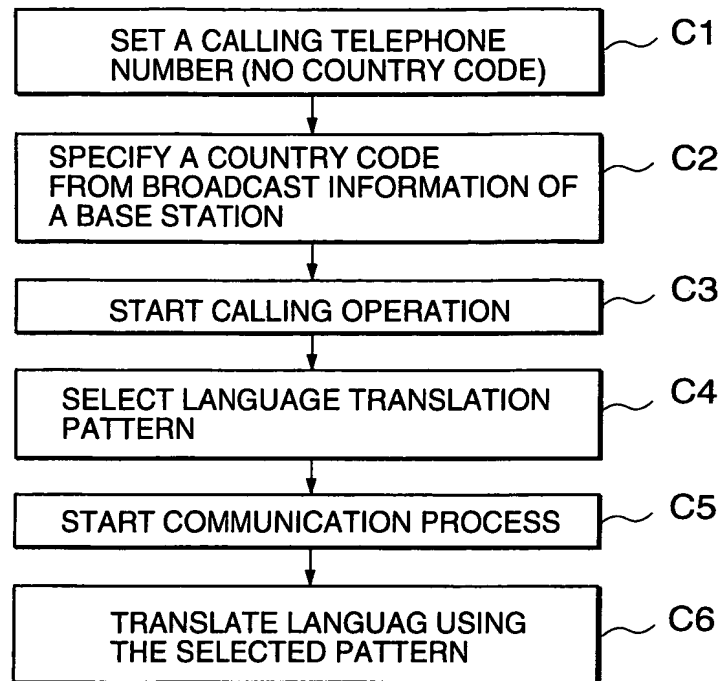 SET A CALLING TELEPHONE
NUMBER (NO COUNTRY CODE)
C1
SPECIFY A COUNTRY CODE
FROM BROADCAST INFORMATION OF
A BASE STATION
C2
START CALLING OPERATION
C3
SELECT LANGUAGE TRANSLATION
PATTERN
C4
START COMMUNICATION PROCESS
C5
TRANSLATE LANGUAG USING
THE SELECTED PATTERN
C6